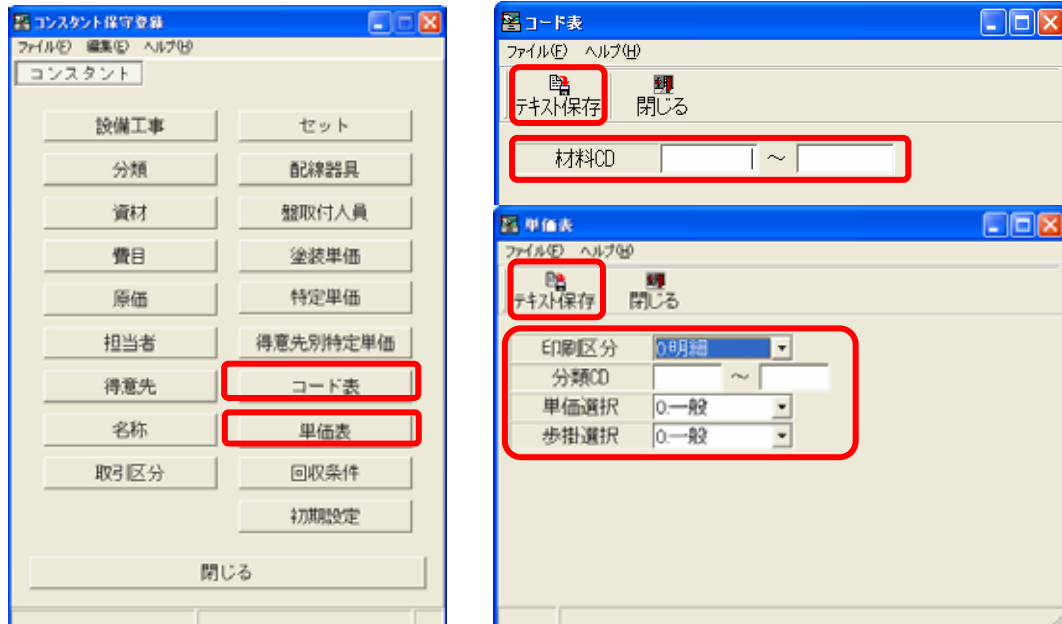 コンスタント保守登録
ファイル(F) 編集(E) ヘルプ(H)
コンスタント
設備工事 セット
分類 配線器具
資材 盤取付人員
費目 塗装単価
原価 特定単価
担当者 得意先別特定単価
得意先 コード表
名称 単価表
取引区分 回収条件
初期設定
閉じる
コード表
ファイル(F) ヘルプ(H)
テキスト保存 閉じる
材料CD ～
単価表
ファイル(F) ヘルプ(H)
テキスト保存 閉じる
印刷区分 0:明細
分類CD ～
単価選択 0:一般
歩掛選択 0:一般